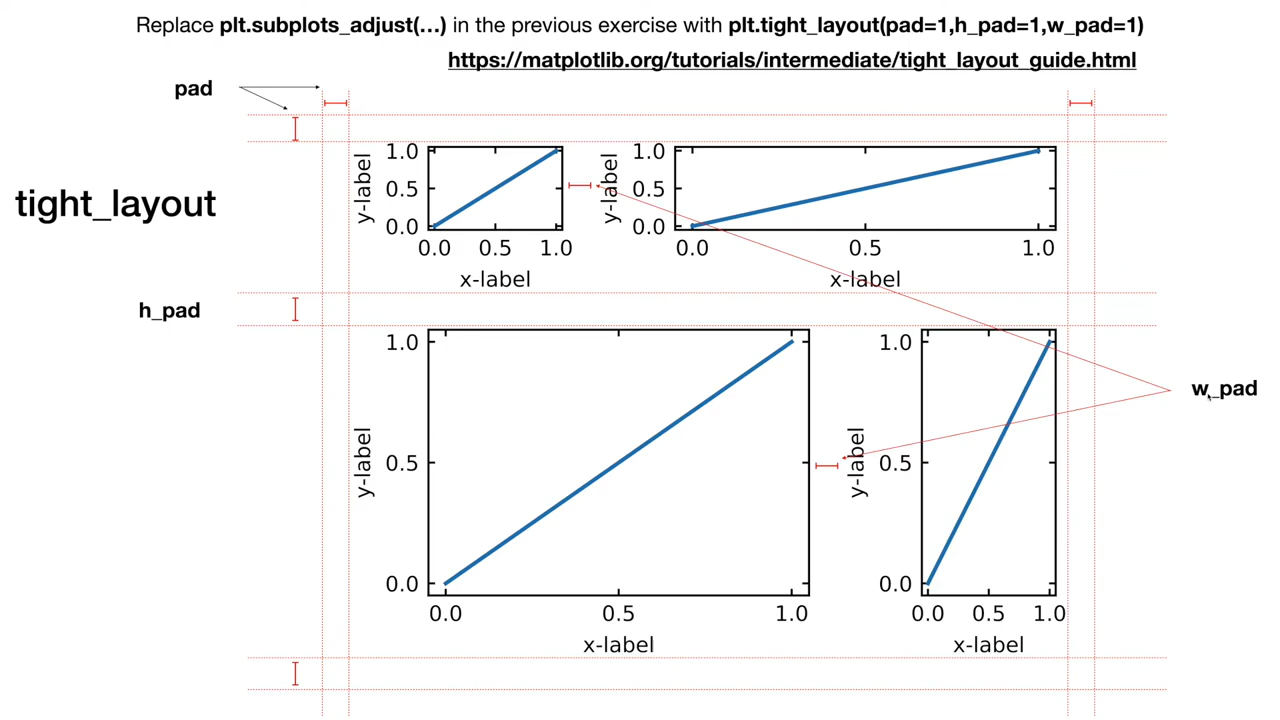 Replace plt.subplots_adjust(…) in the previous exercise with plt.tight_layout(pad=1,h_pad=1,w_pad=1)
https://matplotlib.org/tutorials/intermediate/tight_layout_guide.html
pad
tight_layout
h_pad
w_pad
y-label
1.0
0.5
0.0
0.0 0.5 1.0
x-label
y-label
1.0
0.5
0.0
0.0 0.5 1.0
x-label
y-label
1.0
0.5
0.0
0.0 0.5 1.0
x-label
y-label
1.0
0.5
0.0
0.0 0.5 1.0
x-label